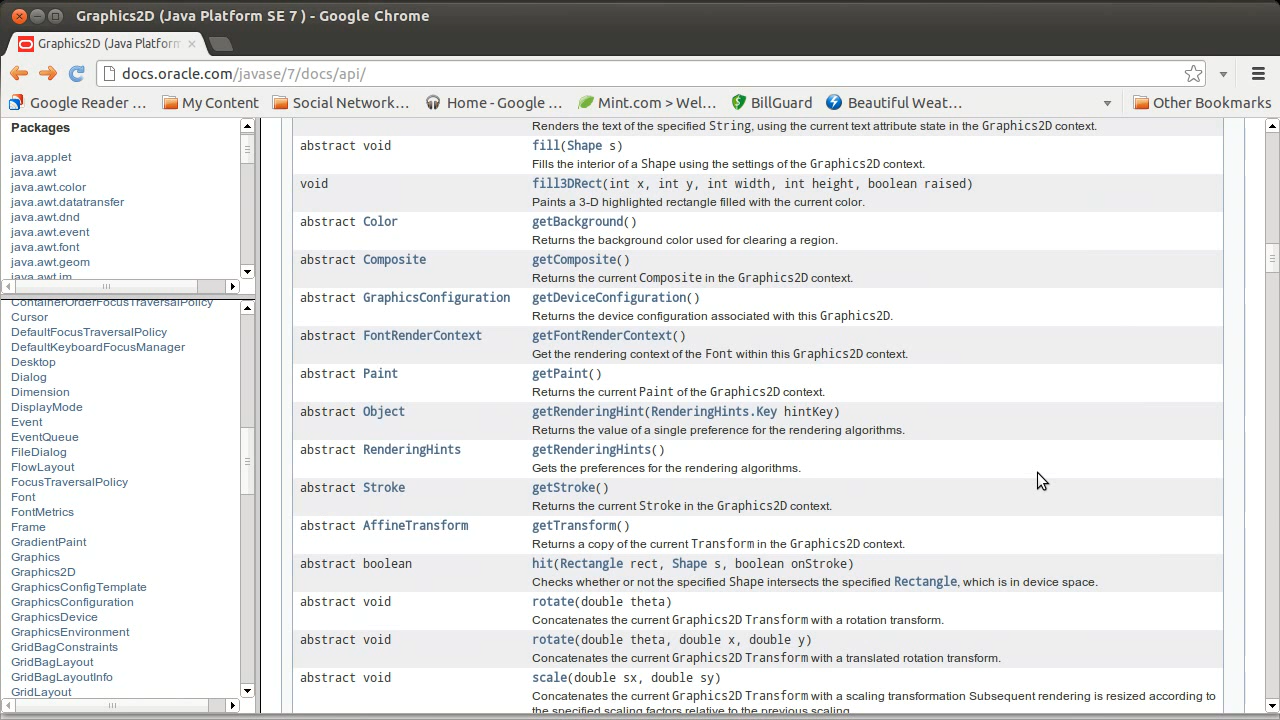 Graphics2D (Java Platform SE 7 ) - Google Chrome
Graphics2D (Java Platform
docs.oracle.com/javase/7/docs/api/
Google Reader ... My Content Social Network... Home - Google ... Mint.com > Wel... BillGuard Beautiful Weat... Other Bookmarks
Packages
java.applet
java.awt
java.awt.color
java.awt.datatransfer
java.awt.dnd
java.awt.event
java.awt.font
java.awt.geom
java.awt.im
ContainerOrderFocusTraversalPolicy
Cursor
DefaultFocusTraversalPolicy
DefaultKeyboardFocusManager
Desktop
Dialog
Dimension
DisplayMode
Event
EventQueue
FileDialog
FlowLayout
FocusTraversalPolicy
Font
FontMetrics
Frame
GradientPaint
Graphics
Graphics2D
GraphicsConfigTemplate
GraphicsConfiguration
GraphicsDevice
GraphicsEnvironment
GridBagConstraints
GridBagLayout
GridBagLayoutInfo
GridLayout
Renders the text of the specified String, using the current text attribute state in the Graphics2D context.
abstract void fill(Shape s)
Fills the interior of a Shape using the settings of the Graphics2D context.
void fill3DRect(int x, int y, int width, int height, boolean raised)
Paints a 3-D highlighted rectangle filled with the current color.
abstract Color getBackground()
Returns the background color used for clearing a region.
abstract Composite getComposite()
Returns the current Composite in the Graphics2D context.
abstract GraphicsConfiguration getDeviceConfiguration()
Returns the device configuration associated with this Graphics2D.
abstract FontRenderContext getFontRenderContext()
Get the rendering context of the Font within this Graphics2D context.
abstract Paint getPaint()
Returns the current Paint of the Graphics2D context.
abstract Object getRenderingHint(RenderingHints.Key hintKey)
Returns the value of a single preference for the rendering algorithms.
abstract RenderingHints getRenderingHints()
Gets the preferences for the rendering algorithms.
abstract Stroke getStroke()
Returns the current Stroke in the Graphics2D context.
abstract AffineTransform getTransform()
Returns a copy of the current Transform in the Graphics2D context.
abstract boolean hit(Rectangle rect, Shape s, boolean onStroke)
Checks whether or not the specified Shape intersects the specified Rectangle, which is in device space.
abstract void rotate(double theta)
Concatenates the current Graphics2D Transform with a rotation transform.
abstract void rotate(double theta, double x, double y)
Concatenates the current Graphics2D Transform with a translated rotation transform.
abstract void scale(double sx, double sy)
Concatenates the current Graphics2D Transform with a scaling transformation Subsequent rendering is resized according to
the specified scaling factors relative to the previous scaling.